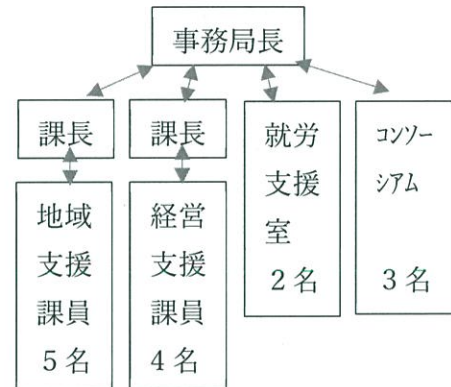 事務局長
課長
課長
就労
支援
室
2名
コンソー
シアム
3名
地域
支援
課員
5名
経営
支援
課員
4名